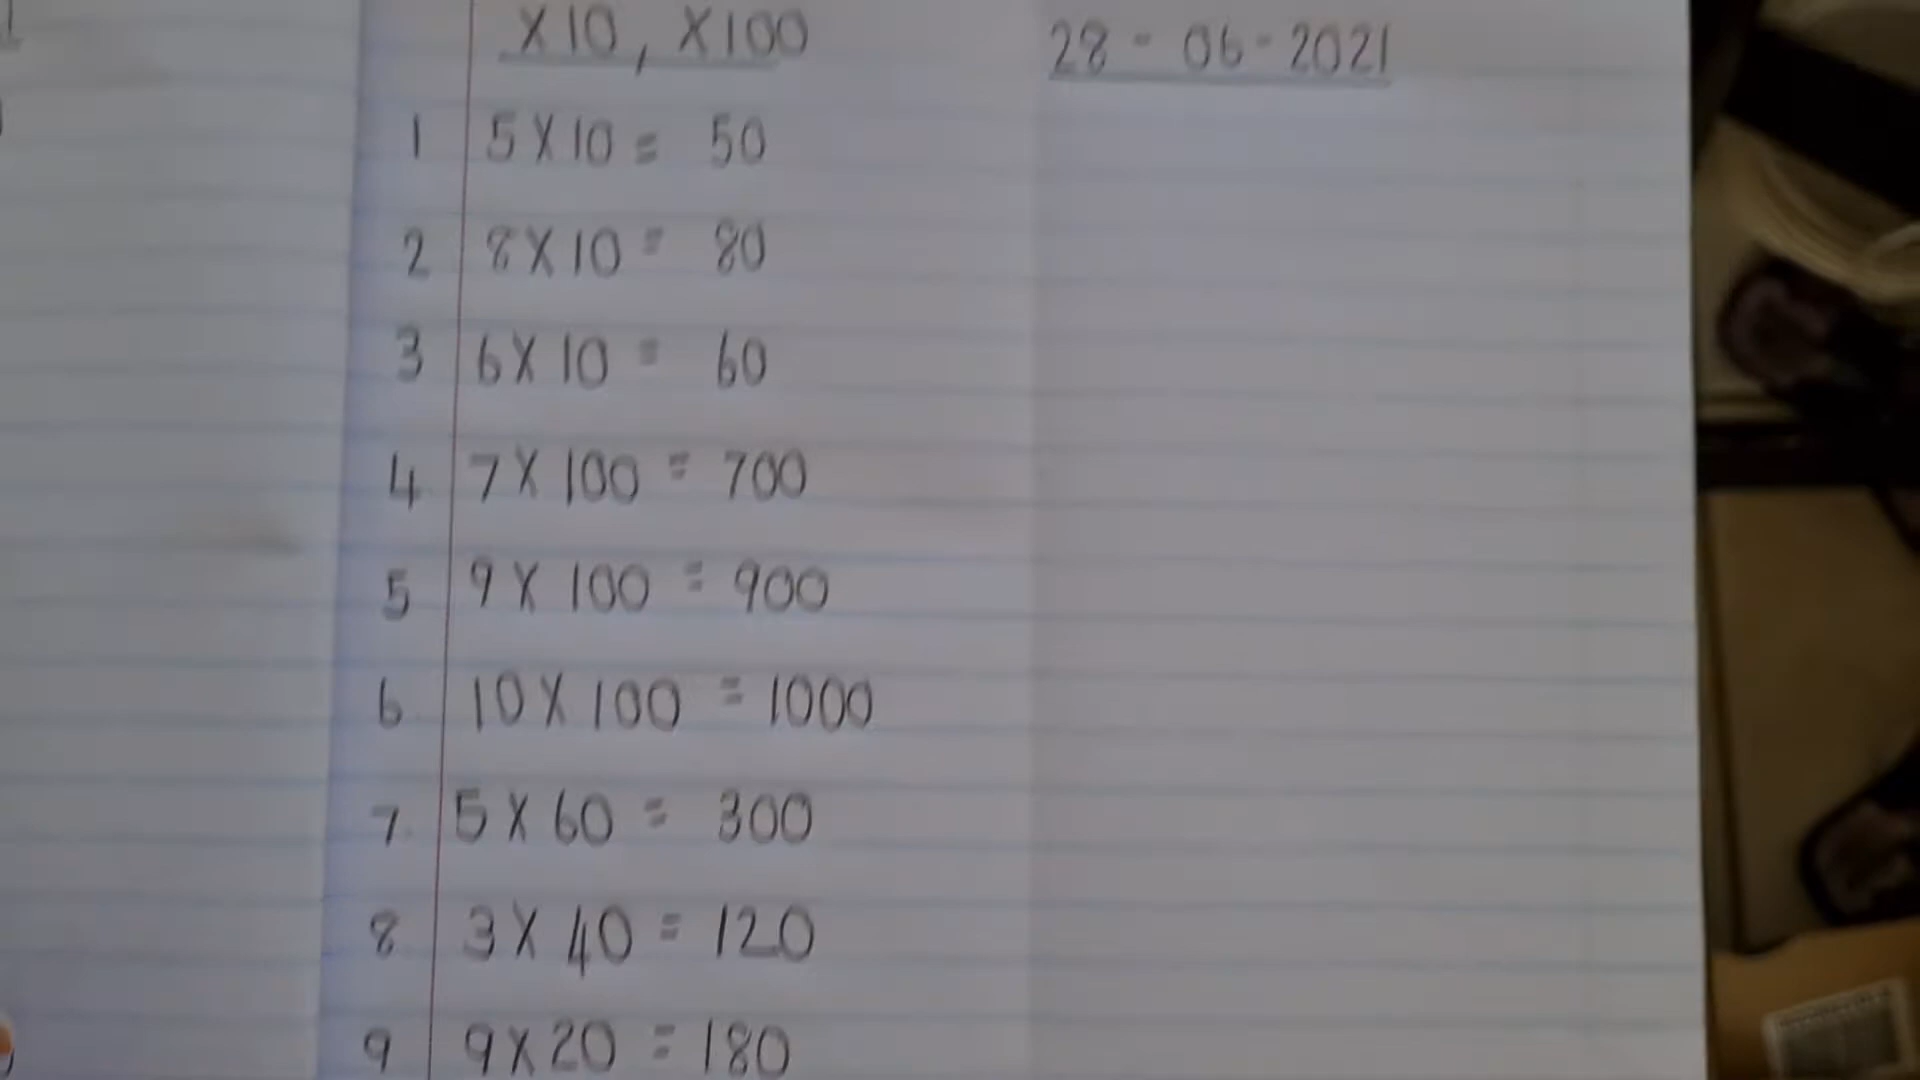 X10, X100 28-06-2021
1 5X10 = 50
2 8X10 = 80
3 6X10 = 60
4 7X100 = 700
5 9X100 = 900
6 10X100 = 1000
7 5X60 = 300
8 3X40 = 120
9 9X20 = 180